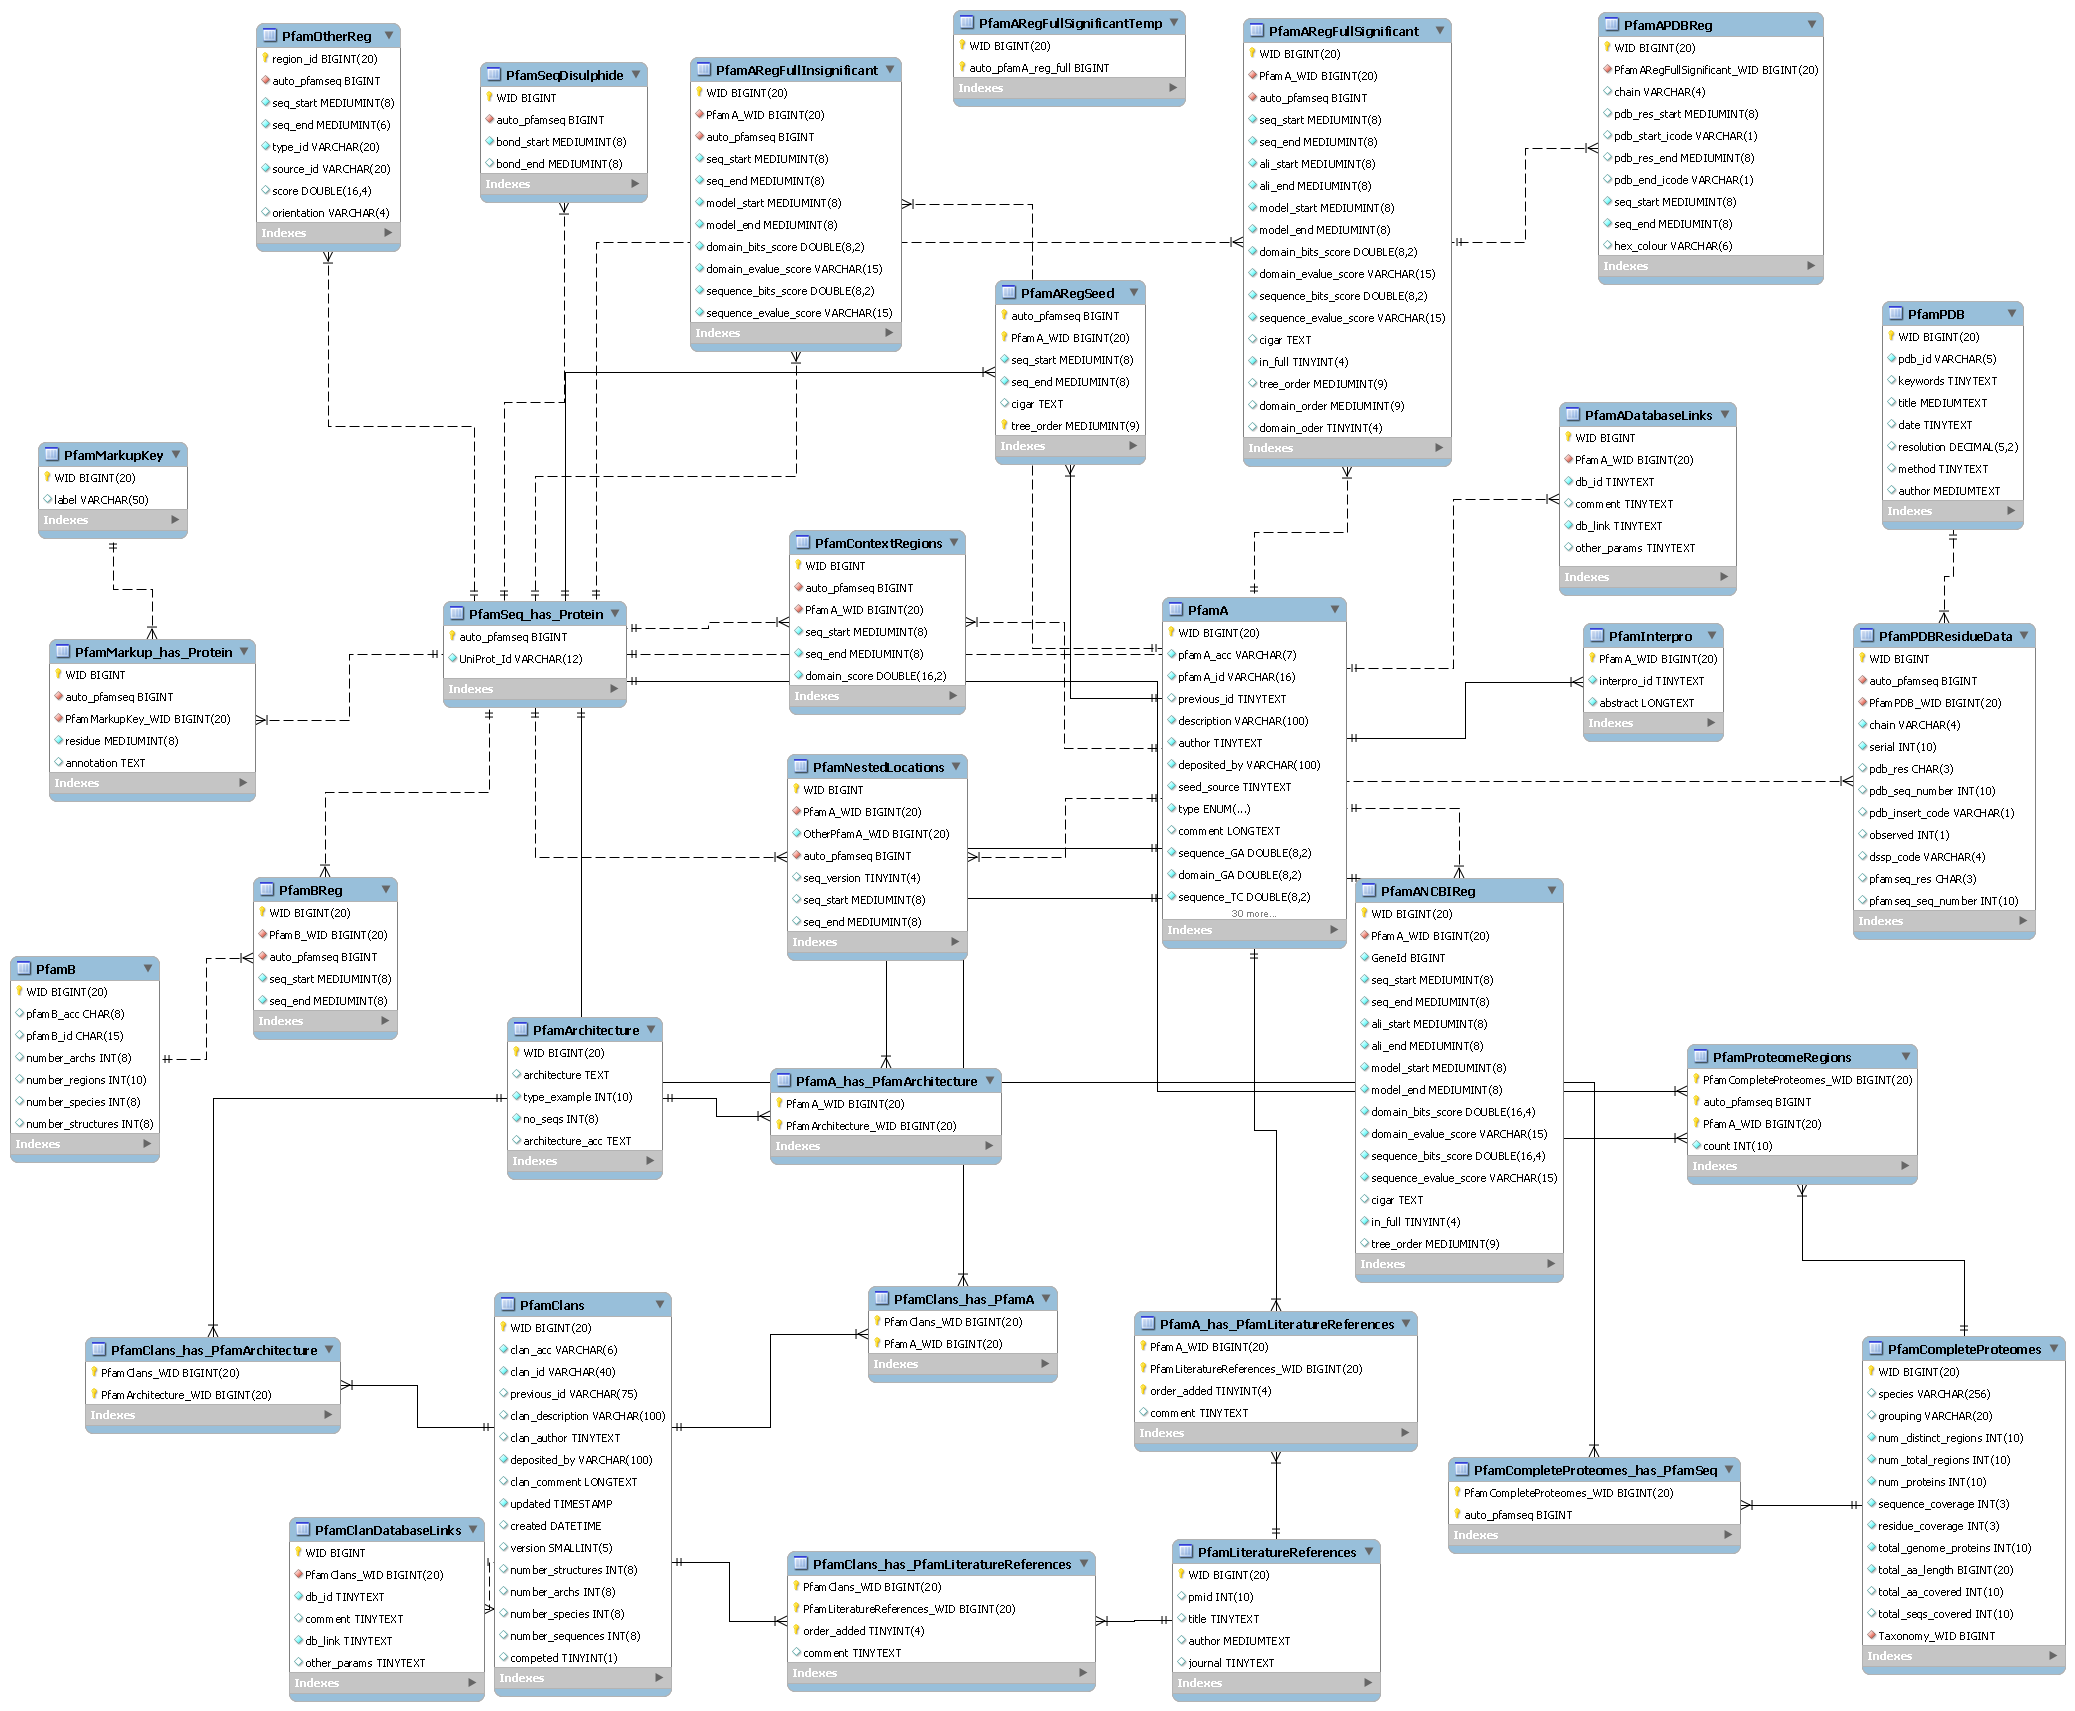 PfamOtherReg
region_id BIGINT(20)
auto_pfamseq BIGINT
seq_start MEDIUMINT(8)
seq_end MEDIUMINT(6)
type_id VARCHAR(20)
source_id VARCHAR(20)
score DOUBLE(16,4)
orientation VARCHAR(4)
Indexes
PfamSeqDisulphide
WID BIGINT
auto_pfamseq BIGINT
bond_start MEDIUMINT(8)
bond_end MEDIUMINT(8)
Indexes
PfamARegFullInsignificant
WID BIGINT(20)
PfamA_WID BIGINT(20)
auto_pfamseq BIGINT
seq_start MEDIUMINT(8)
seq_end MEDIUMINT(8)
model_start MEDIUMINT(8)
model_end MEDIUMINT(8)
domain_bits_score DOUBLE(8,2)
domain_evalue_score VARCHAR(15)
sequence_bits_score DOUBLE(8,2)
sequence_evalue_score VARCHAR(15)
Indexes
PfamARegFullSignificantTemp
WID BIGINT(20)
auto_pfamA_reg_full BIGINT
Indexes
PfamARegFullSignificant
WID BIGINT(20)
PfamA_WID BIGINT(20)
auto_pfamseq BIGINT
seq_start MEDIUMINT(8)
seq_end MEDIUMINT(8)
ali_start MEDIUMINT(8)
ali_end MEDIUMINT(8)
model_start MEDIUMINT(8)
model_end MEDIUMINT(8)
domain_bits_score DOUBLE(8,2)
domain_evalue_score VARCHAR(15)
sequence_bits_score DOUBLE(8,2)
sequence_evalue_score VARCHAR(15)
cigar TEXT
in_full TINYINT(4)
tree_order MEDIUMINT(9)
domain_order MEDIUMINT(9)
domain_oder TINYINT(4)
Indexes
PfamAPDBReg
WID BIGINT(20)
PfamARegFullSignificant_WID BIGINT(20)
chain VARCHAR(4)
pdb_res_start MEDIUMINT(8)
pdb_start_icode VARCHAR(1)
pdb_res_end MEDIUMINT(8)
pdb_end_icode VARCHAR(1)
seq_start MEDIUMINT(8)
seq_end MEDIUMINT(8)
hex_colour VARCHAR(6)
Indexes
PfamARegSeed
auto_pfamseq BIGINT
PfamA_WID BIGINT(20)
seq_start MEDIUMINT(8)
seq_end MEDIUMINT(8)
cigar TEXT
tree_order MEDIUMINT(9)
Indexes
PfamPDB
WID BIGINT(20)
pdb_id VARCHAR(5)
keywords TINYTEXT
title MEDIUMTEXT
date TINYTEXT
resolution DECIMAL(5,2)
method TINYTEXT
author MEDIUMTEXT
Indexes
PfamADatabaseLinks
WID BIGINT
PfamA_WID BIGINT(20)
db_id TINYTEXT
comment TINYTEXT
db_link TINYTEXT
other_params TINYTEXT
Indexes
PfamMarkupKey
WID BIGINT(20)
label VARCHAR(50)
Indexes
PfamMarkup_has_Protein
WID BIGINT
auto_pfamseq BIGINT
PfamMarkupKey_WID BIGINT(20)
residue MEDIUMINT(8)
annotation TEXT
Indexes
PfamSeq_has_Protein
auto_pfamseq BIGINT
UniProt_Id VARCHAR(12)
Indexes
PfamContextRegions
WID BIGINT
auto_pfamseq BIGINT
PfamA_WID BIGINT(20)
seq_start MEDIUMINT(8)
seq_end MEDIUMINT(8)
domain_score DOUBLE(16,2)
Indexes
PfamA
WID BIGINT(20)
pfamA_acc VARCHAR(7)
pfamA_id VARCHAR(16)
previous_id TINYTEXT
description VARCHAR(100)
author TINYTEXT
deposited_by VARCHAR(100)
seed_source TINYTEXT
type ENUM(...)
comment LONGTEXT
sequence_GA DOUBLE(8,2)
domain_GA DOUBLE(8,2)
sequence_TC DOUBLE(8,2)
30 more...
Indexes
PfamInterpro
PfamA_WID BIGINT(20)
interpro_id TINYTEXT
abstract LONGTEXT
Indexes
PfamPDBResidueData
WID BIGINT
auto_pfamseq BIGINT
PfamPDB_WID BIGINT(20)
chain VARCHAR(4)
serial INT(10)
pdb_res CHAR(3)
pdb_seq_number INT(10)
pdb_insert_code VARCHAR(1)
observed INT(1)
dssp_code VARCHAR(4)
pfamseq_res CHAR(3)
pfamseq_seq_number INT(10)
Indexes
PfamNestedLocations
WID BIGINT
PfamA_WID BIGINT(20)
OtherPfamA_WID BIGINT(20)
auto_pfamseq BIGINT
seq_version TINYINT(4)
seq_start MEDIUMINT(8)
seq_end MEDIUMINT(8)
Indexes
PfamBReg
WID BIGINT(20)
PfamB_WID BIGINT(20)
auto_pfamseq BIGINT
seq_start MEDIUMINT(8)
seq_end MEDIUMINT(8)
Indexes
PfamB
WID BIGINT(20)
pfamB_acc CHAR(8)
pfamB_id CHAR(15)
number_archs INT(8)
number_regions INT(10)
number_species INT(8)
number_structures INT(8)
Indexes
PfamANCBIReg
WID BIGINT(20)
PfamA_WID BIGINT(20)
GeneId BIGINT
seq_start MEDIUMINT(8)
seq_end MEDIUMINT(8)
ali_start MEDIUMINT(8)
ali_end MEDIUMINT(8)
model_start MEDIUMINT(8)
model_end MEDIUMINT(8)
domain_bits_score DOUBLE(16,4)
domain_evalue_score VARCHAR(15)
sequence_bits_score DOUBLE(16,4)
sequence_evalue_score VARCHAR(15)
cigar TEXT
in_full TINYINT(4)
tree_order MEDIUMINT(9)
Indexes
PfamArchitecture
WID BIGINT(20)
architecture TEXT
type_example INT(10)
no_seqs INT(8)
architecture_acc TEXT
Indexes
PfamA_has_PfamArchitecture
PfamA_WID BIGINT(20)
PfamArchitecture_WID BIGINT(20)
Indexes
PfamProteomeRegions
PfamCompleteProteomes_WID BIGINT(20)
auto_pfamseq BIGINT
PfamA_WID BIGINT(20)
count INT(10)
Indexes
PfamClans_has_PfamArchitecture
PfamClans_WID BIGINT(20)
PfamArchitecture_WID BIGINT(20)
Indexes
PfamClans
WID BIGINT(20)
clan_acc VARCHAR(6)
clan_id VARCHAR(40)
previous_id VARCHAR(75)
clan_description VARCHAR(100)
clan_author TINYTEXT
deposited_by VARCHAR(100)
clan_comment LONGTEXT
updated TIMESTAMP
created DATETIME
version SMALLINT(5)
number_structures INT(8)
number_archs INT(8)
number_species INT(8)
number_sequences INT(8)
competed TINYINT(1)
Indexes
PfamClans_has_PfamA
PfamClans_WID BIGINT(20)
PfamA_WID BIGINT(20)
Indexes
PfamA_has_PfamLiteratureReferences
PfamA_WID BIGINT(20)
PfamLiteratureReferences_WID BIGINT(20)
order_added TINYINT(4)
comment TINYTEXT
Indexes
PfamCompleteProteomes
WID BIGINT(20)
species VARCHAR(256)
grouping VARCHAR(20)
num_distinct_regions INT(10)
num_total_regions INT(10)
num_proteins INT(10)
sequence_coverage INT(3)
residue_coverage INT(3)
total_genome_proteins INT(10)
total_aa_length BIGINT(20)
total_aa_covered INT(10)
total_seqs_covered INT(10)
Taxonomy_WID BIGINT
Indexes
PfamCompleteProteomes_has_PfamSeq
PfamCompleteProteomes_WID BIGINT(20)
auto_pfamseq BIGINT
Indexes
PfamClanDatabaseLinks
WID BIGINT
PfamClans_WID BIGINT(20)
db_id TINYTEXT
comment TINYTEXT
db_link TINYTEXT
other_params TINYTEXT
Indexes
PfamClans_has_PfamLiteratureReferences
PfamClans_WID BIGINT(20)
PfamLiteratureReferences_WID BIGINT(20)
order_added TINYINT(4)
comment TINYTEXT
Indexes
PfamLiteratureReferences
WID BIGINT(20)
pmid INT(10)
title TINYTEXT
author MEDIUMTEXT
journal TINYTEXT
Indexes